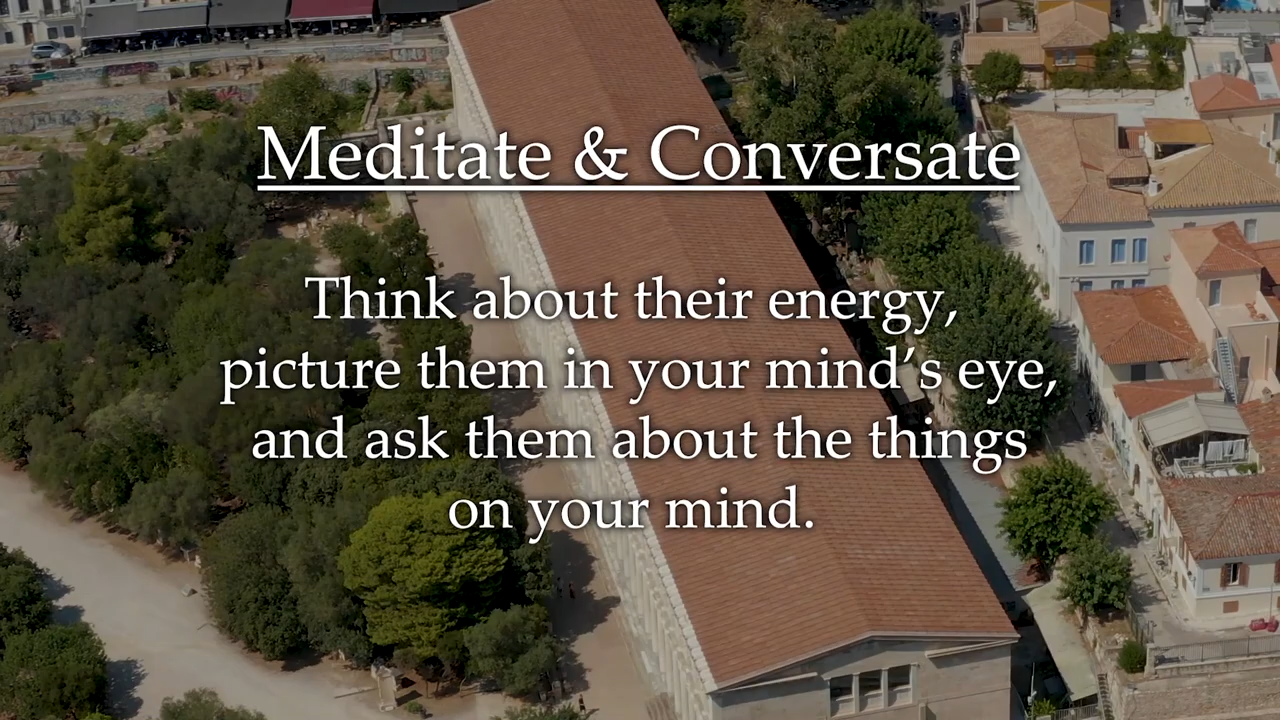 Meditate & Conversate
Think about their energy,
picture them in your mind’s eye,
and ask them about the things
on your mind.